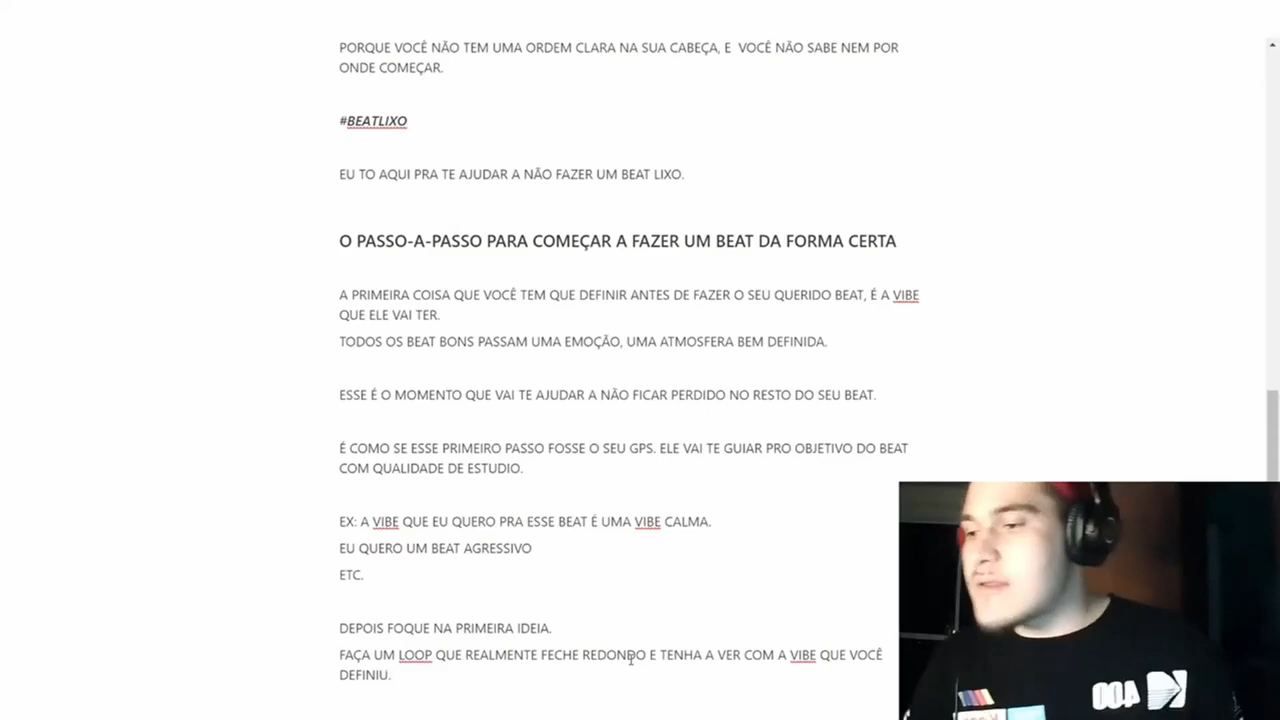 PORQUE VOCÊ NÃO TEM UMA ORDEM CLARA NA SUA CABEÇA, E VOCÊ NÃO SABE NEM POR
ONDE COMEÇAR.
#BEATLIXO
EU TO AQUI PRA TE AJUDAR A NÃO FAZER UM BEAT LIXO.
O PASSO-A-PASSO PARA COMEÇAR A FAZER UM BEAT DA FORMA CERTA
A PRIMEIRA COISA QUE VOCÊ TEM QUE DEFINIR ANTES DE FAZER O SEU QUERIDO BEAT, É A VIBE
QUE ELE VAI TER.
TODOS OS BEAT BONS PASSAM UMA EMOÇÃO, UMA ATMOSFERA BEM DEFINIDA.
ESSE É O MOMENTO QUE VAI TE AJUDAR A NÃO FICAR PERDIDO NO RESTO DO SEU BEAT.
É COMO SE ESSE PRIMEIRO PASSO FOSSE O SEU GPS. ELE VAI TE GUIAR PRO OBJETIVO DO BEAT
COM QUALIDADE DE ESTUDIO.
EX: A VIBE QUE EU QUERO PRA ESSE BEAT É UMA VIBE CALMA.
EU QUERO UM BEAT AGRESSIVO
ETC.
DEPOIS FOQUE NA PRIMEIRA IDEIA.
FAÇA UM LOOP QUE REALMENTE FECHE REDONDO E TENHA A VER COM A VIBE QUE VOCÊ
DEFINIU.